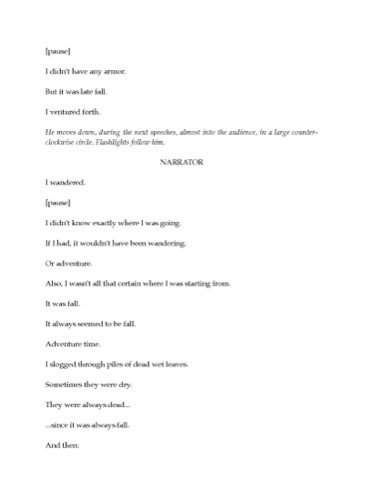 [pause]
I didn't have any armor.
But it was late fall.
I ventured forth.
He moves down, during the next speeches, almost into the audience, in a large counter-
clockwise circle. Flashlights follow him.
NARRATOR
I wandered.
[pause]
I didn't know exactly where I was going.
If I had, it wouldn't have been wandering.
Or adventure.
Also, I wasn't all that certain where I was starting from.
It was fall.
It always seemed to be fall.
Adventure time.
I slogged through piles of dead wet leaves.
Sometimes they were dry.
They were always dead...
...since it was always fall.
And then: